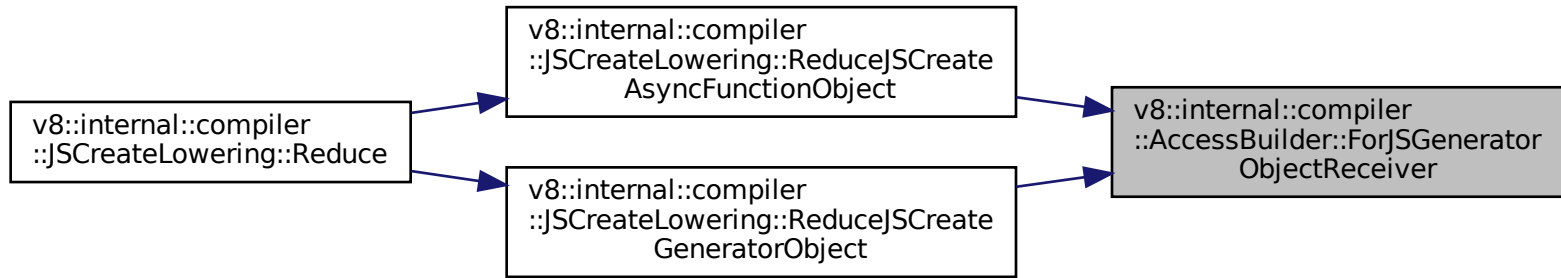 v8::internal::compiler
::JSCreateLowering::Reduce
v8::internal::compiler
::JSCreateLowering::ReduceJSCreate
AsyncFunctionObject
v8::internal::compiler
::JSCreateLowering::ReduceJSCreate
GeneratorObject
v8::internal::compiler
::AccessBuilder::ForJSGenerator
ObjectReceiver